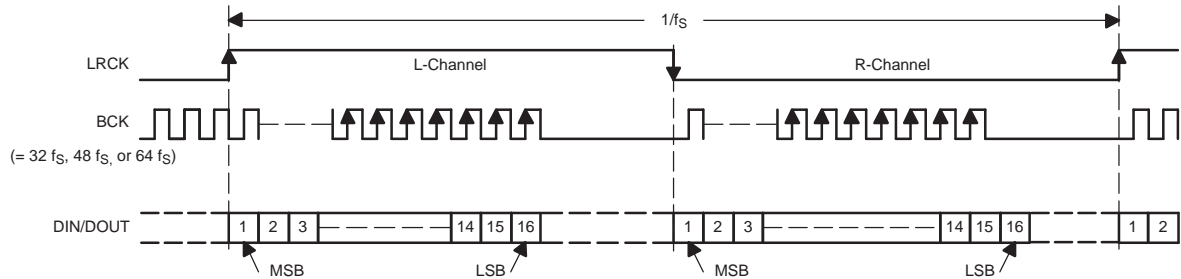 1/fS
LRCK
L-Channel
R-Channel
BCK
(= 32 fS, 48 fS, or 64 fS)
DIN/DOUT
1 2 3 14 15 16 1 2 3 14 15 16 1 2
MSB LSB MSB LSB